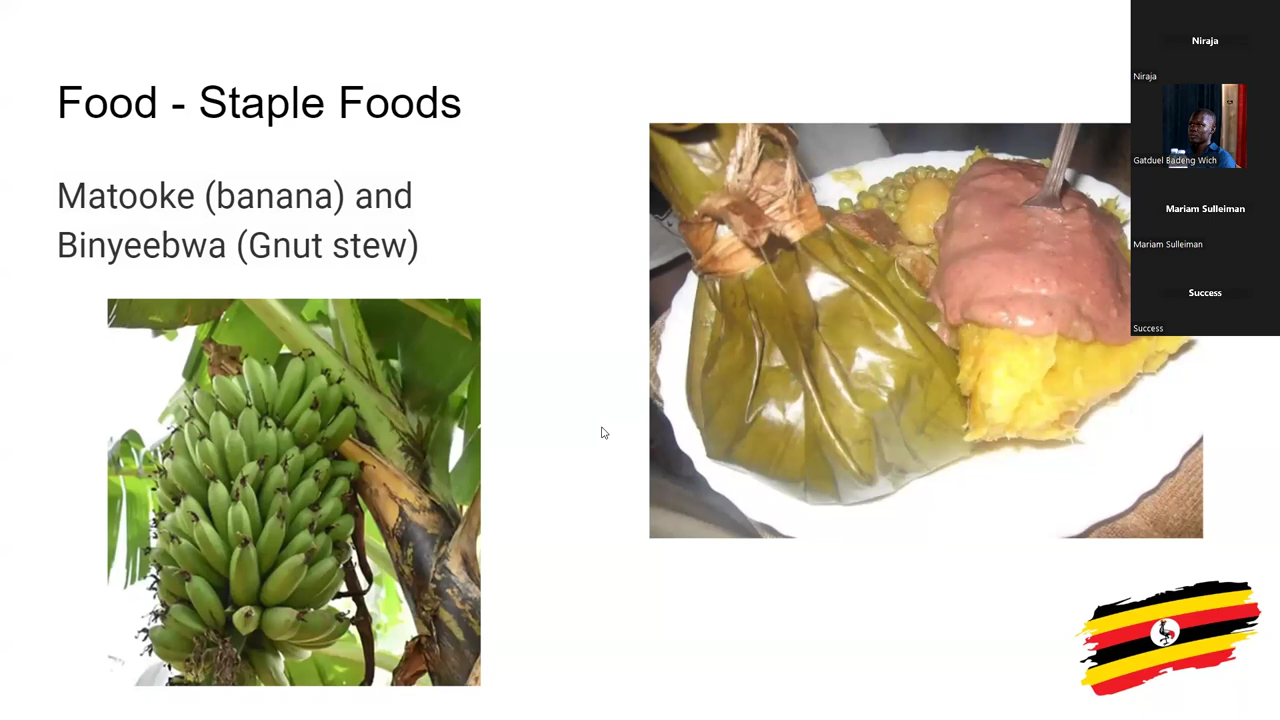 Food - Staple Foods
Matooke (banana) and
Binyeebwa (Gnut stew)
Niraja
Niraja
Gatduel Badeng Wich
Mariam Sulleiman
Mariam Sulleiman
Success
Success